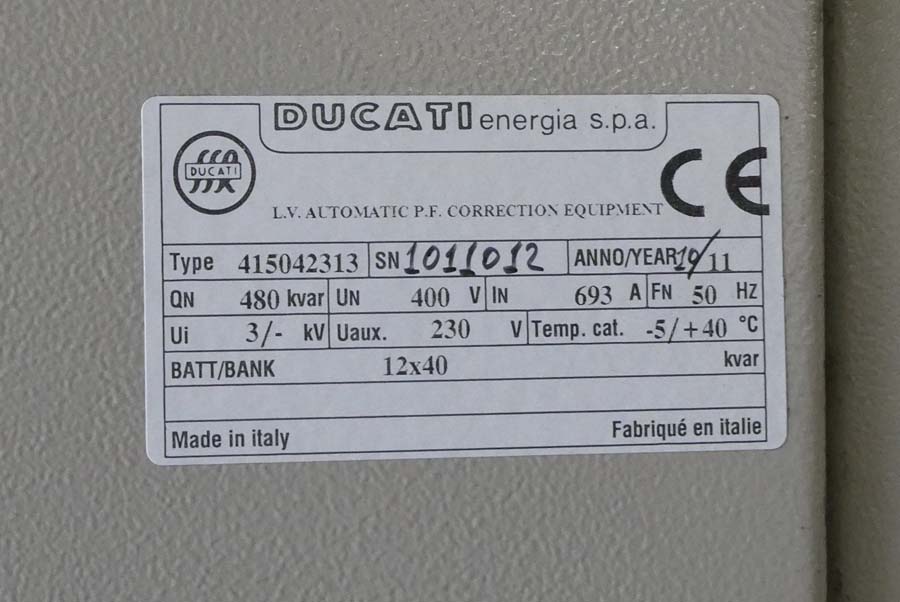 DUCATI energia s.p.a.
DUCATI
CE
L.V. AUTOMATIC P.F. CORRECTION EQUIPMENT
Type 415042313 SN 1011012 ANNO/YEAR 10/11
QN 480 kvar UN 400 V IN 693 A FN 50 Hz
Ui 3/- kV Uaux. 230 V Temp. cat. -5/+40 °C
BATT/BANK 12x40 kvar
Made in italy Fabriqué en italie